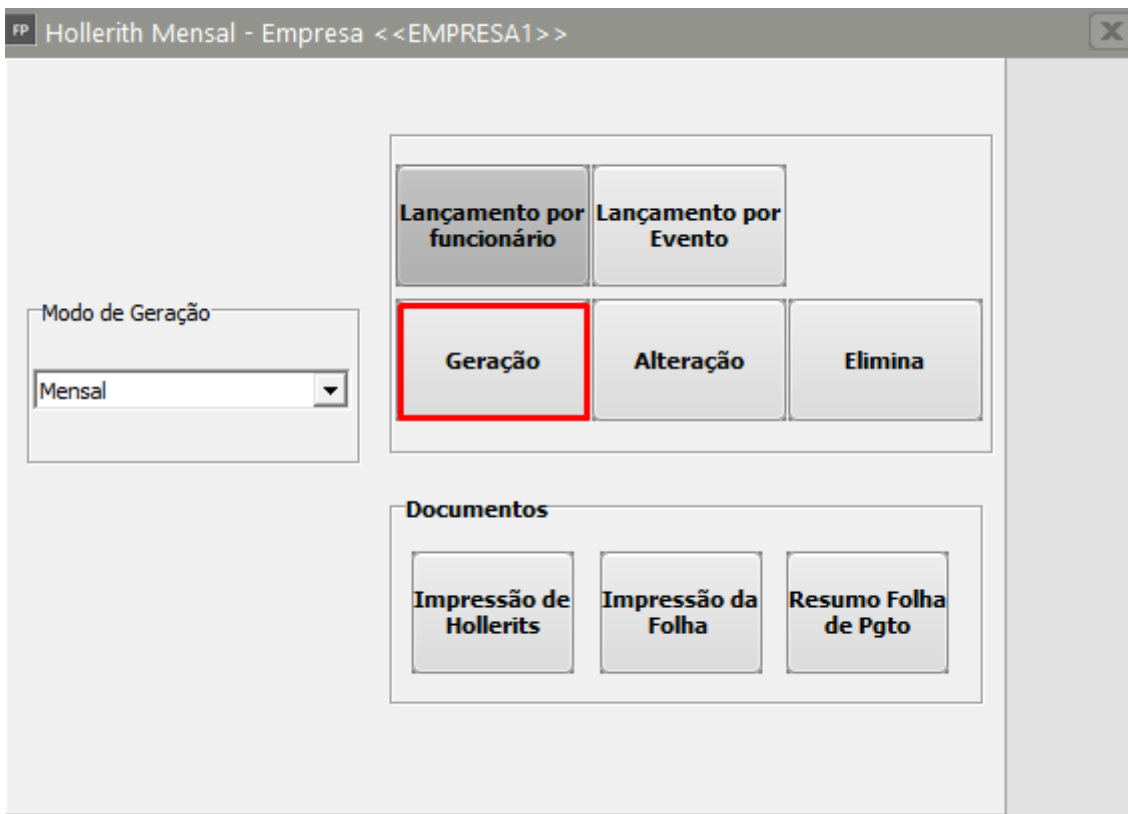 FP Hollerith Mensal - Empresa <<EMPRESA1>>
Lançamento por
funcionário
Lançamento por
Evento
Modo de Geração
Mensal
Geração
Alteração
Elimina
Documentos
Impressão de
Hollerits
Impressão da
Folha
Resumo Folha
de Pgto